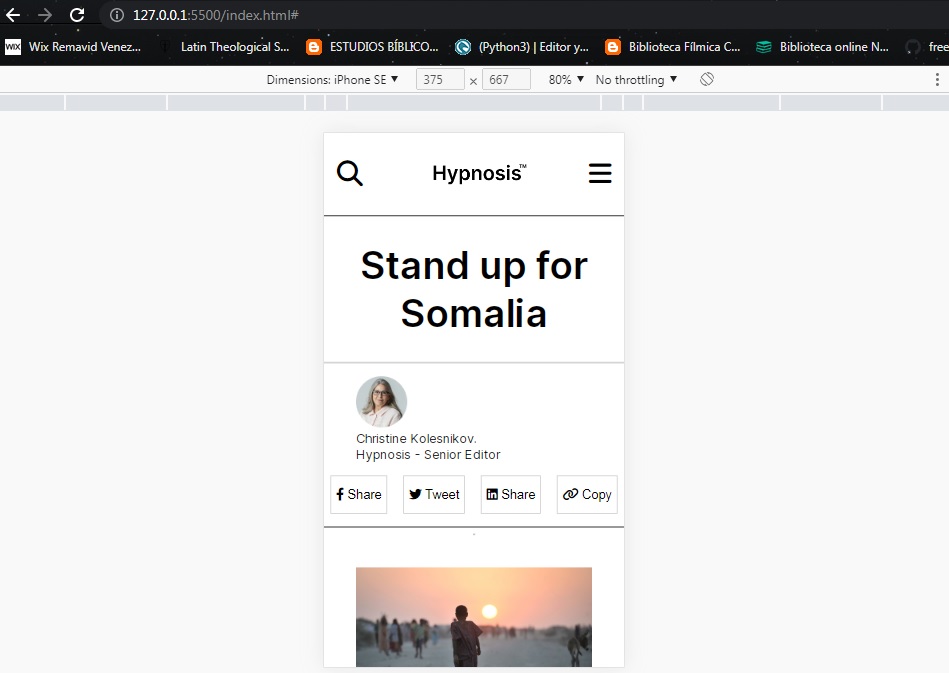 127.0.0.1:5500/index.html#
Wix Remavid Venez... Latin Theological S... ESTUDIOS BÍBLICO... (Python3) | Editor y... Biblioteca Fílmica C... Biblioteca online N... free
Dimensions: iPhone SE ▼ 375 × 667 80% ▼ No throttling ▼
Hypnosis™
Stand up for
Somalia
Christine Kolesnikov.
Hypnosis - Senior Editor
Share Tweet Share Copy